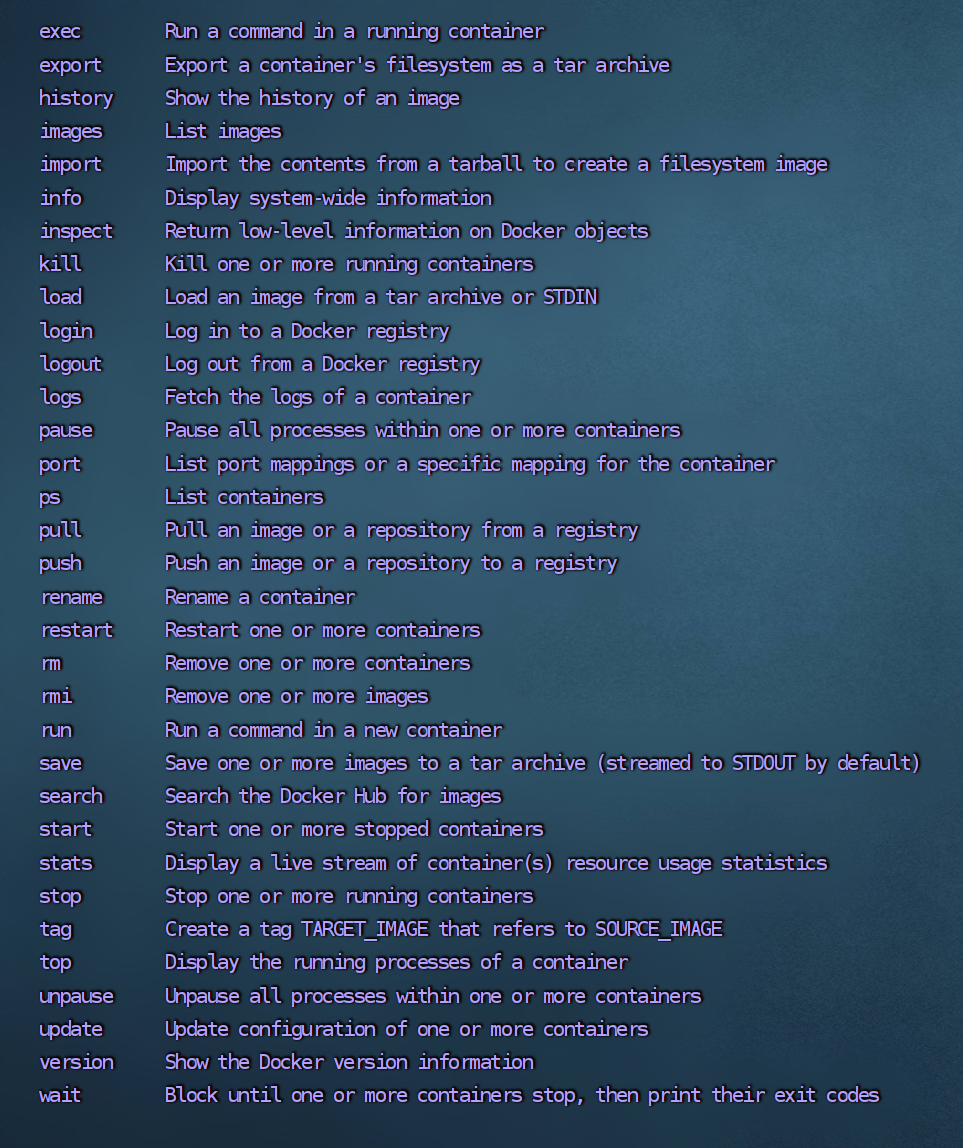 exec Run a command in a running container
export Export a container's filesystem as a tar archive
history Show the history of an image
images List images
import Import the contents from a tarball to create a filesystem image
info Display system-wide information
inspect Return low-level information on Docker objects
kill Kill one or more running containers
load Load an image from a tar archive or STDIN
login Log in to a Docker registry
logout Log out from a Docker registry
logs Fetch the logs of a container
pause Pause all processes within one or more containers
port List port mappings or a specific mapping for the container
ps List containers
pull Pull an image or a repository from a registry
push Push an image or a repository to a registry
rename Rename a container
restart Restart one or more containers
rm Remove one or more containers
rmi Remove one or more images
run Run a command in a new container
save Save one or more images to a tar archive (streamed to STDOUT by default)
search Search the Docker Hub for images
start Start one or more stopped containers
stats Display a live stream of container(s) resource usage statistics
stop Stop one or more running containers
tag Create a tag TARGET_IMAGE that refers to SOURCE_IMAGE
top Display the running processes of a container
unpause Unpause all processes within one or more containers
update Update configuration of one or more containers
version Show the Docker version information
wait Block until one or more containers stop, then print their exit codes